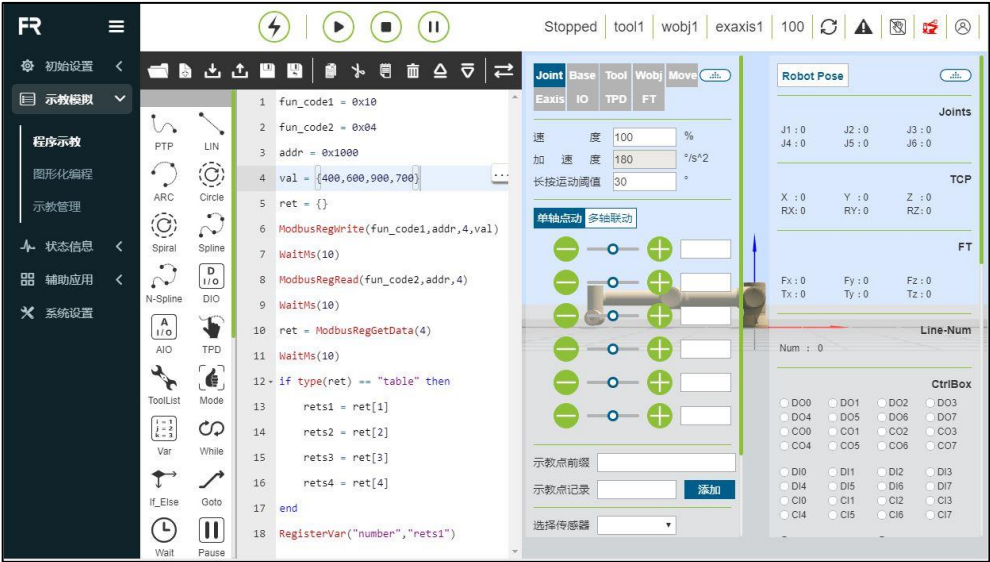 FR
Stopped tool1 wobj1 exaxis1 100
初始设置
示教模拟
程序示教
图形化编程
示教管理
状态信息
辅助应用
系统设置
PTP LIN
ARC Circle
Spiral Spline
N-Spline DIO
AIO TPD
ToolList Mode
Var While
If_Else Goto
Wait Pause
1 fun_code1 = 0x10
2 fun_code2 = 0x04
3 addr = 0x1000
4 val = {400,600,900,700}
5 ret = {}
6 ModbusRegWrite(fun_code1,addr,4,val)
7 WaitMs(10)
8 ModbusRegRead(fun_code2,addr,4)
9 WaitMs(10)
10 ret = ModbusRegGetData(4)
11 WaitMs(10)
12 if type(ret) == "table" then
13 rets1 = ret[1]
14 rets2 = ret[2]
15 rets3 = ret[3]
16 rets4 = ret[4]
17 end
18 RegisterVar("number","rets1")
Joint Base Tool Wobj Move
Eaxis IO TPD FT
速 度 100 %
加 速 度 180 °/s^2
长按运动阈值 30 °
单轴点动 多轴联动
示教点前缀
示教点记录 添加
选择传感器
Robot Pose
Joints
J1 : 0 J2 : 0 J3 : 0
J4 : 0 J5 : 0 J6 : 0
TCP
X : 0 Y : 0 Z : 0
RX: 0 RY: 0 RZ: 0
FT
Fx : 0 Fy : 0 Fz : 0
Tx : 0 Ty : 0 Tz : 0
Line-Num
Num : 0
CtrlBox
DO0 DO1 DO2 DO3
DO4 DO5 DO6 DO7
CO0 CO1 CO2 CO3
CO4 CO5 CO6 CO7
DI0 DI1 DI2 DI3
DI4 DI5 DI6 DI7
CI0 CI1 CI2 CI3
CI4 CI5 CI6 CI7